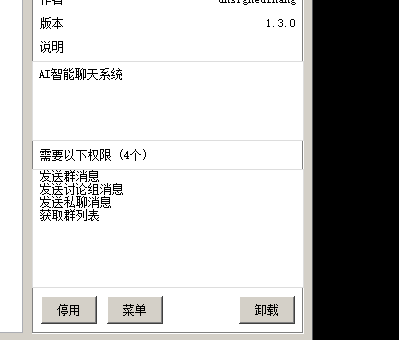 作者
版本 1.3.0
说明
AI智能聊天系统
需要以下权限 (4个)
发送群消息
发送讨论组消息
发送私聊消息
获取群列表
停用 菜单 卸载